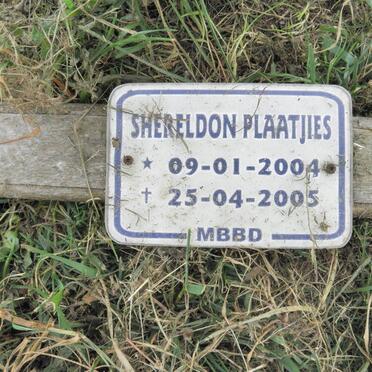 SHERELDON PLAATJIES
★ 09-01-2004
✝ 25-04-2005
MBBD